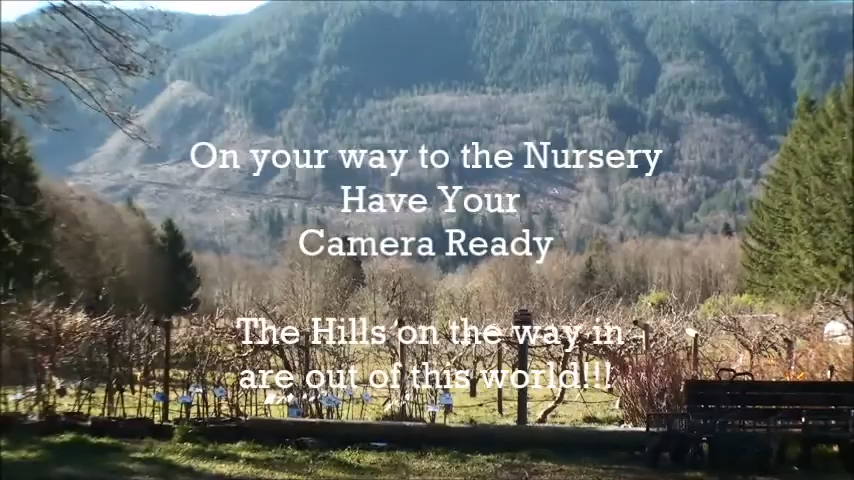 On your way to the Nursery
Have Your
Camera Ready
The Hills on the way in
are out of this world!!!